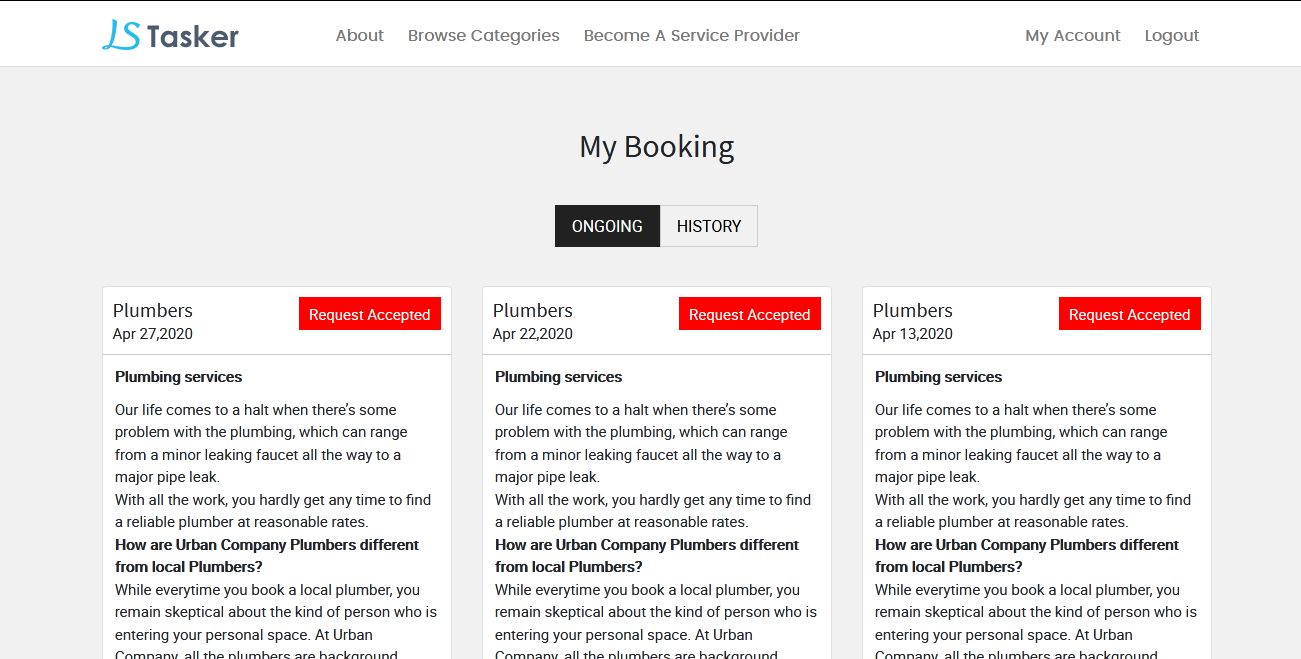 LS Tasker
About Browse Categories Become A Service Provider My Account Logout
My Booking
ONGOING HISTORY
Plumbers
Request Accepted
Apr 27,2020
Plumbing services
Our life comes to a halt when there’s some
problem with the plumbing, which can range
from a minor leaking faucet all the way to a
major pipe leak.
With all the work, you hardly get any time to find
a reliable plumber at reasonable rates.
How are Urban Company Plumbers different
from local Plumbers?
While everytime you book a local plumber, you
remain skeptical about the kind of person who is
entering your personal space. At Urban
Company, all the plumbers are background
Plumbers
Request Accepted
Apr 22,2020
Plumbing services
Our life comes to a halt when there’s some
problem with the plumbing, which can range
from a minor leaking faucet all the way to a
major pipe leak.
With all the work, you hardly get any time to find
a reliable plumber at reasonable rates.
How are Urban Company Plumbers different
from local Plumbers?
While everytime you book a local plumber, you
remain skeptical about the kind of person who is
entering your personal space. At Urban
Company, all the plumbers are background
Plumbers
Request Accepted
Apr 13,2020
Plumbing services
Our life comes to a halt when there’s some
problem with the plumbing, which can range
from a minor leaking faucet all the way to a
major pipe leak.
With all the work, you hardly get any time to find
a reliable plumber at reasonable rates.
How are Urban Company Plumbers different
from local Plumbers?
While everytime you book a local plumber, you
remain skeptical about the kind of person who is
entering your personal space. At Urban
Company, all the plumbers are background